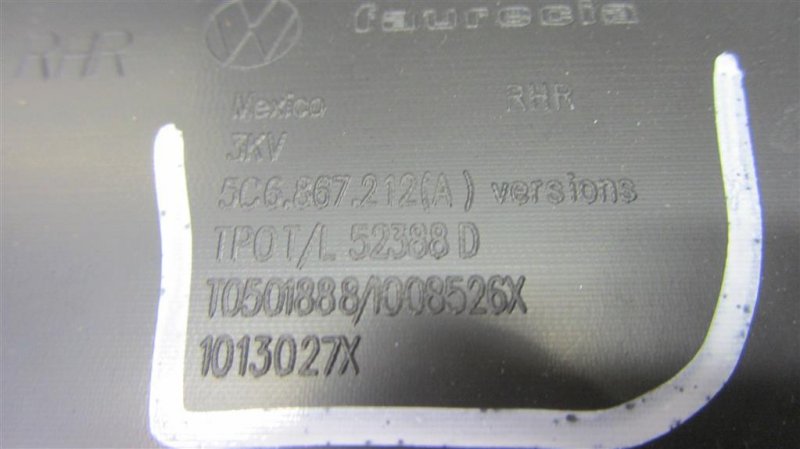 faurecia
RHR
Mexico RHR
3KV
5C6.867.212(A) versions
TPOT/L 52388 D
T0501888/1008526X
1013027X